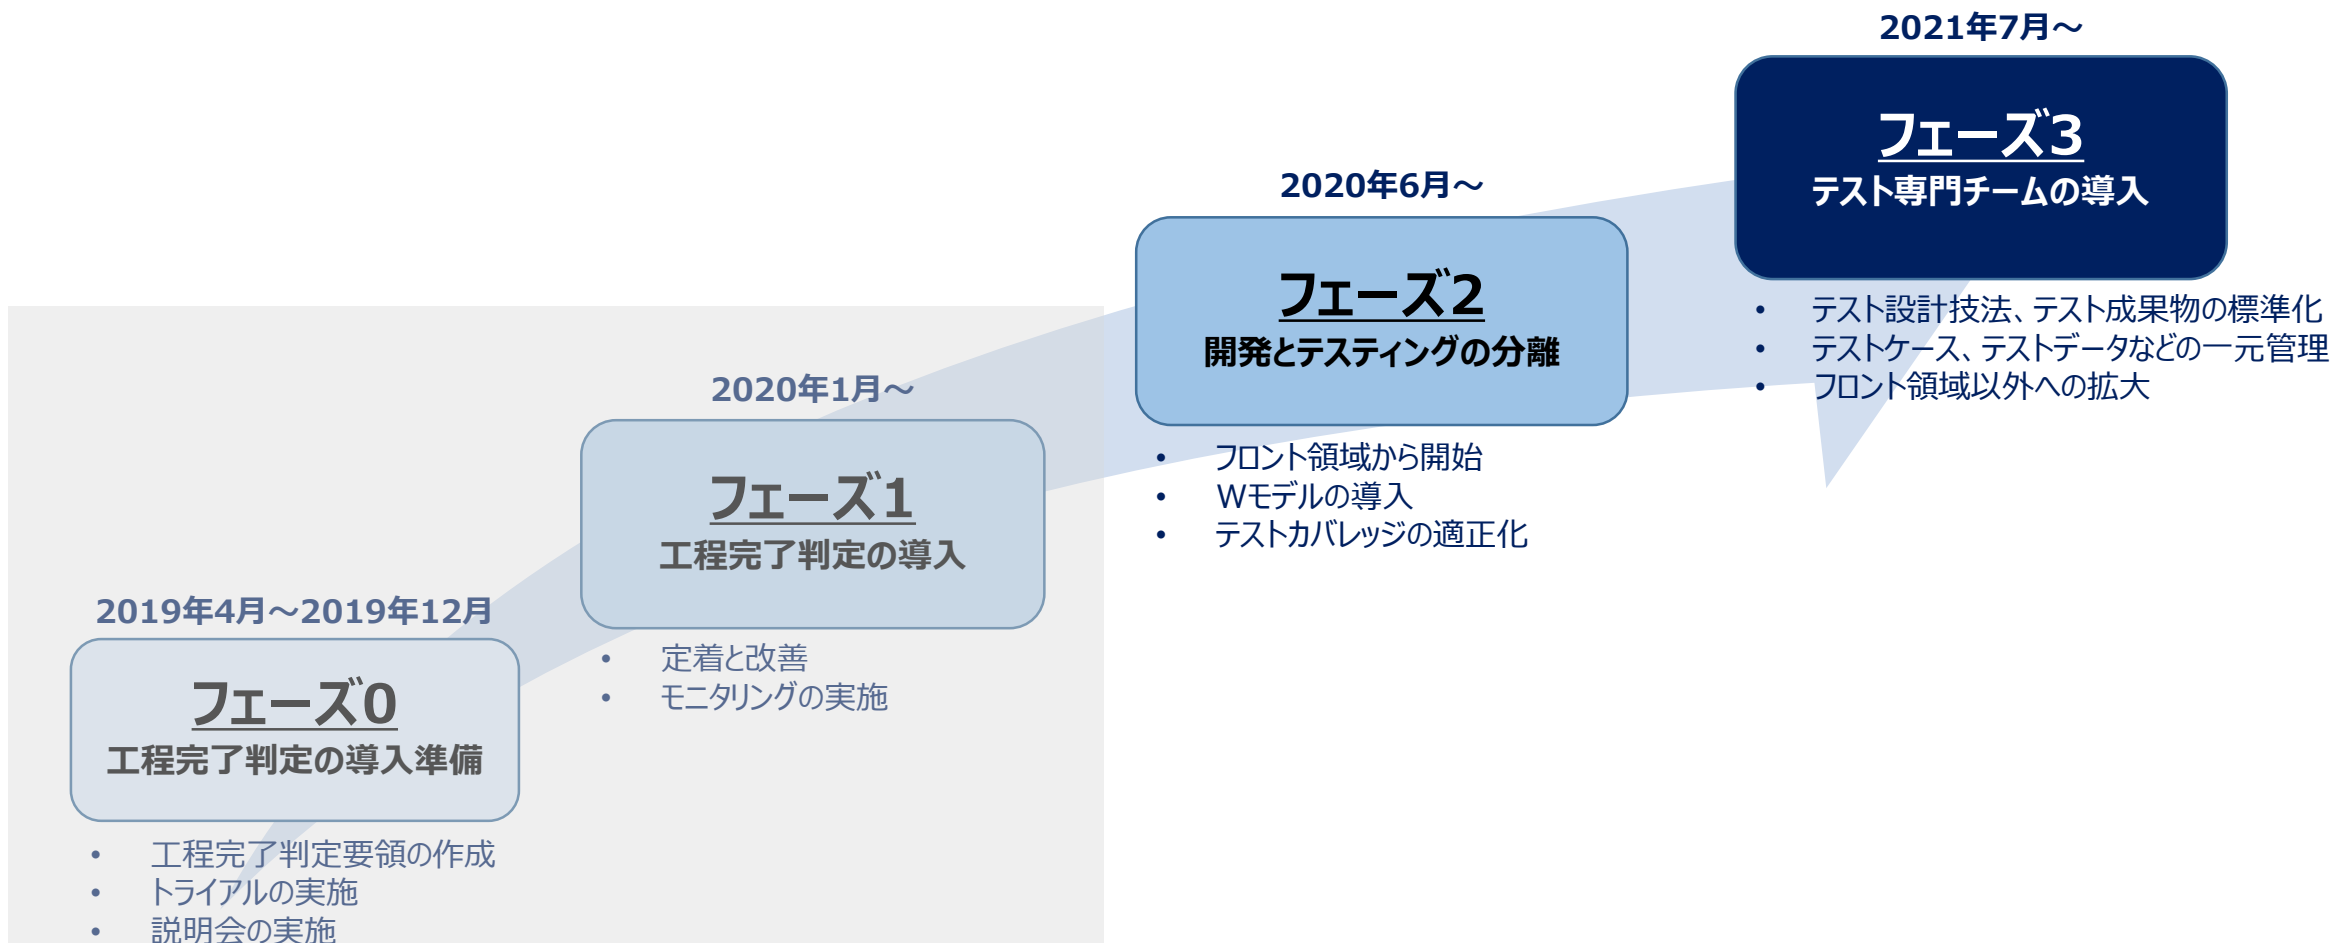 2019年4月～2019年12月
フェーズ0
工程完了判定の導入準備
• 工程完了判定要領の作成
• トライアルの実施
• 説明会の実施
2020年1月～
フェーズ1
工程完了判定の導入
• 定着と改善
• モニタリングの実施
2020年6月～
フェーズ2
開発とテスティングの分離
• フロント領域から開始
• Wモデルの導入
• テストカバレッジの適正化
2021年7月～
フェーズ3
テスト専門チームの導入
• テスト設計技法、テスト成果物の標準化
• テストケース、テストデータなどの一元管理
• フロント領域以外への拡大